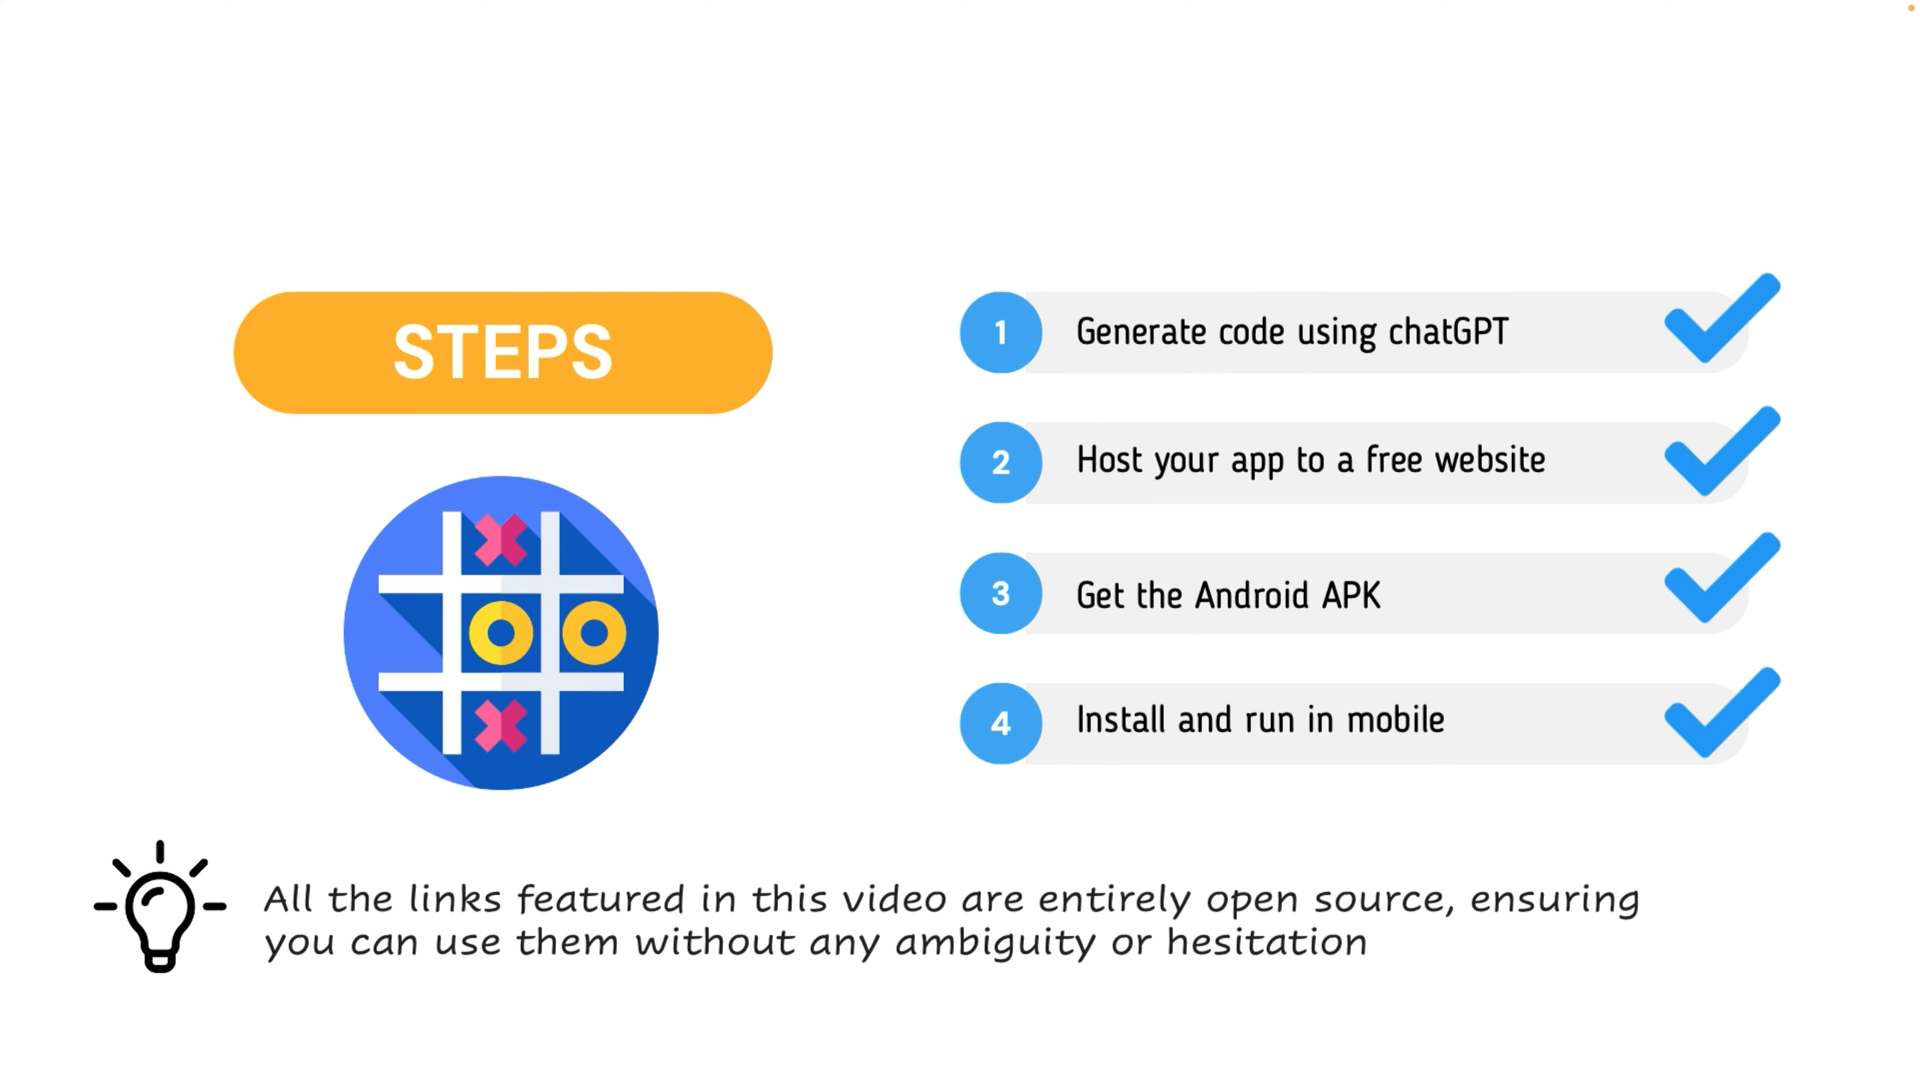 STEPS
1 Generate code using chatGPT
2 Host your app to a free website
3 Get the Android APK
4 Install and run in mobile
All the links featured in this video are entirely open source, ensuring
you can use them without any ambiguity or hesitation